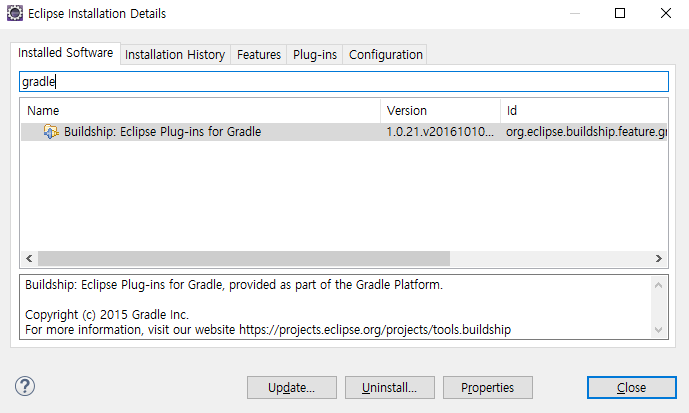 Eclipse Installation Details
Installed Software Installation History Features Plug-ins Configuration
gradle
Name Version Id
Buildship: Eclipse Plug-ins for Gradle 1.0.21.v20161010... org.eclipse.buildship.feature.gr
Buildship: Eclipse Plug-ins for Gradle, provided as part of the Gradle Platform.
Copyright (c) 2015 Gradle Inc.
For more information, visit our website https://projects.eclipse.org/projects/tools.buildship
? Update... Uninstall... Properties Close